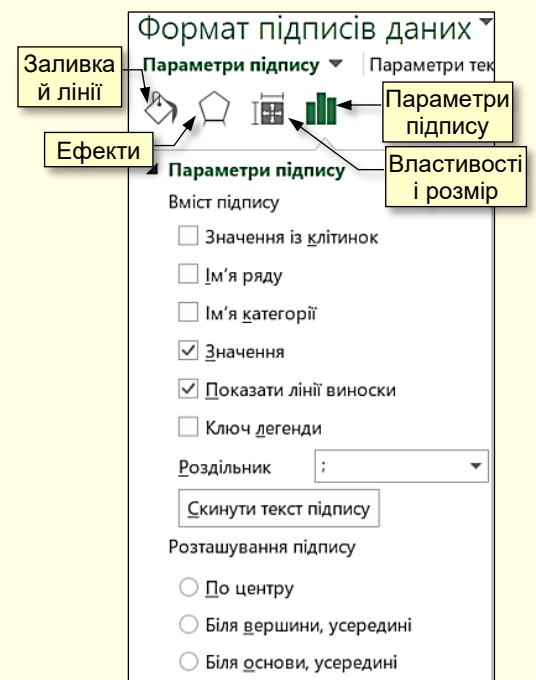 Формат підписів даних
Заливка
й лінії
Параметри підпису
Параметри тек
Параметри
підпису
Ефекти
Властивості
і розмір
Параметри підпису
Вміст підпису
Значення із клітинок
Ім’я ряду
Ім’я категорії
Значення
Показати лінії виноски
Ключ легенди
Роздільник
;
Скинути текст підпису
Розташування підпису
По центру
Біля вершини, усередині
Біля основи, усередині